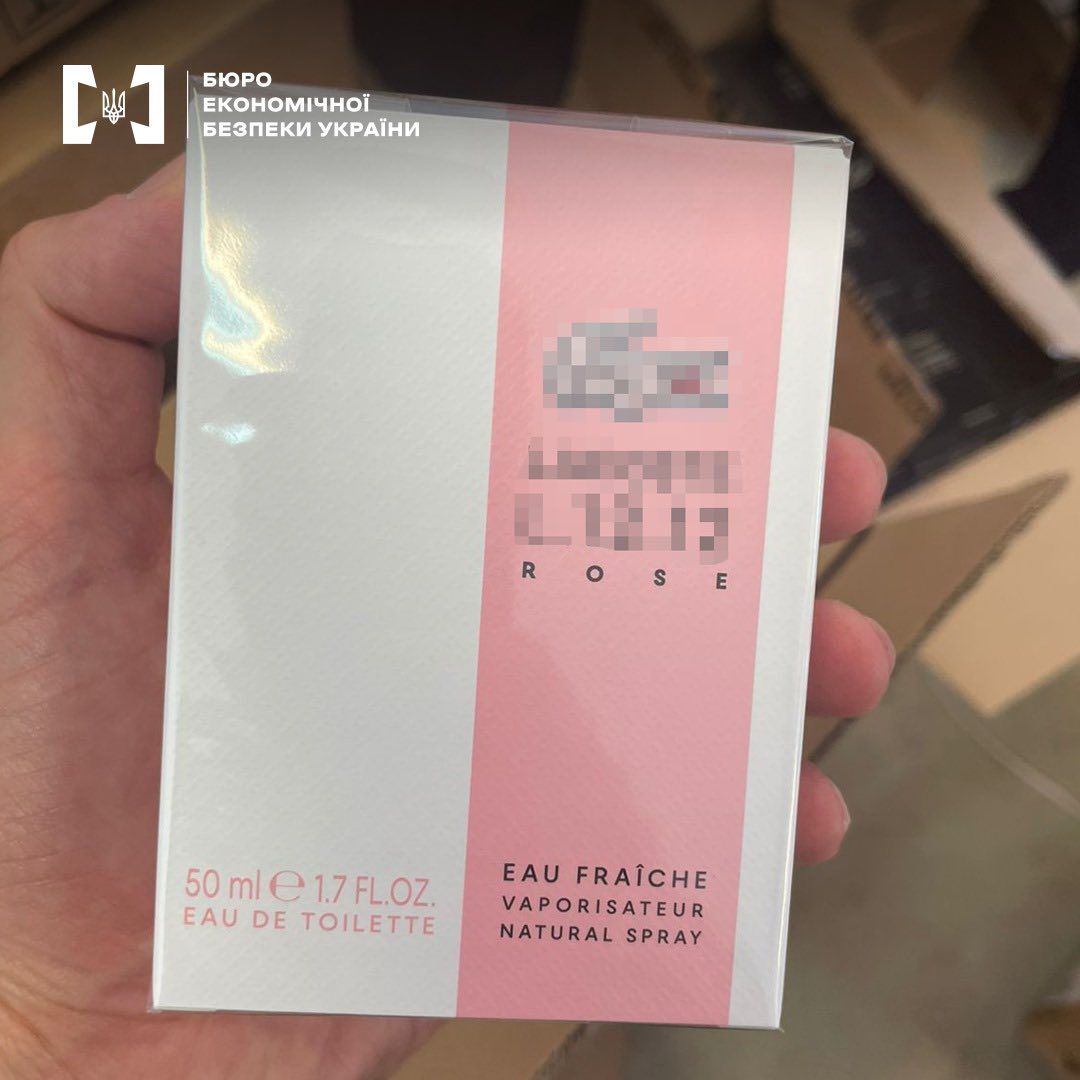 БЮРО
ЕКОНОМІЧНОЇ
БЕЗПЕКИ УКРАЇНИ
ROSE
50 ml ℮ 1.7 FL.OZ.
EAU DE TOILETTE
EAU FRAÎCHE
VAPORISATEUR
NATURAL SPRAY